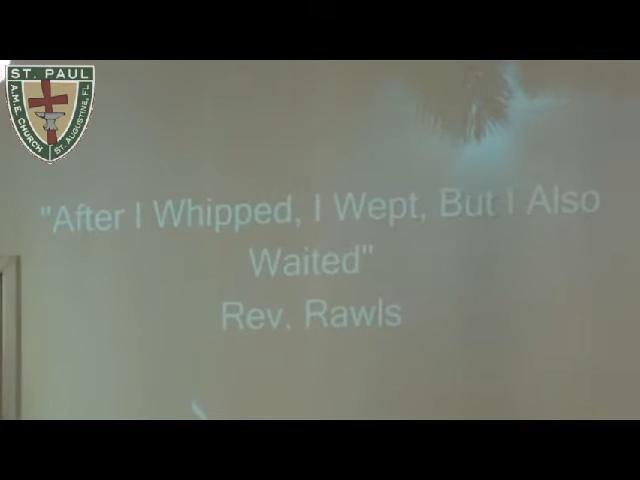 ST. PAUL
A.M.E. CHURCH
ST. AUGUSTINE, FL
"After I Whipped, I Wept, But I Also
Waited"
Rev. Rawls